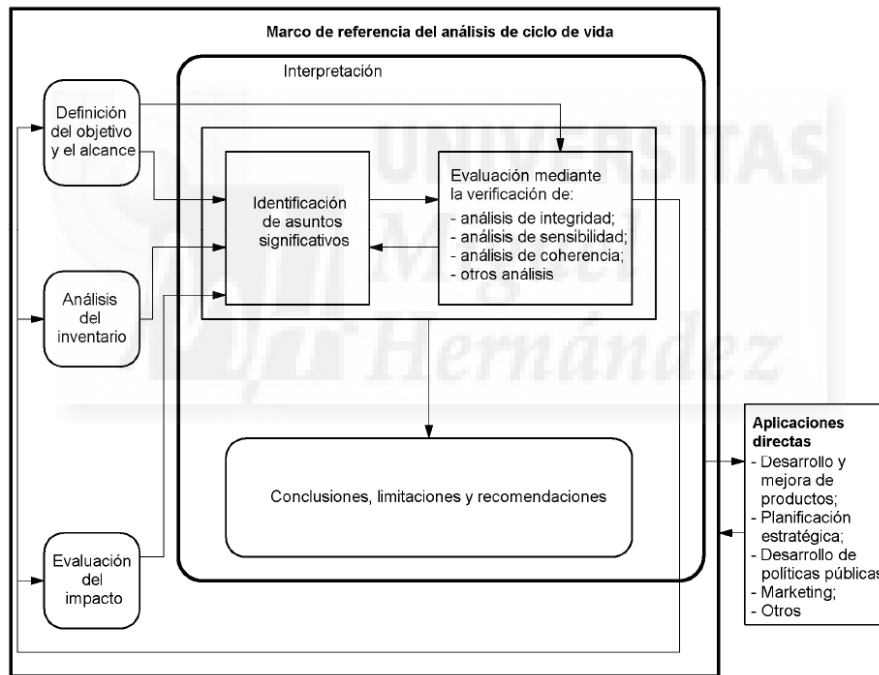 Marco de referencia del análisis de ciclo de vida
Interpretación
Definición
del objetivo
y el alcance
Identificación
de asuntos
significativos
Evaluación mediante
la verificación de:
- análisis de integridad;
- análisis de sensibilidad;
- análisis de coherencia;
- otros análisis
Análisis
del
inventario
Evaluación
del
impacto
Conclusiones, limitaciones y recomendaciones
Aplicaciones
directas
- Desarrollo y
mejora de
productos;
- Planificación
estratégica;
- Desarrollo de
políticas públicas
- Marketing;
- Otros
UNIVERSITAS
Miguel
Hernández